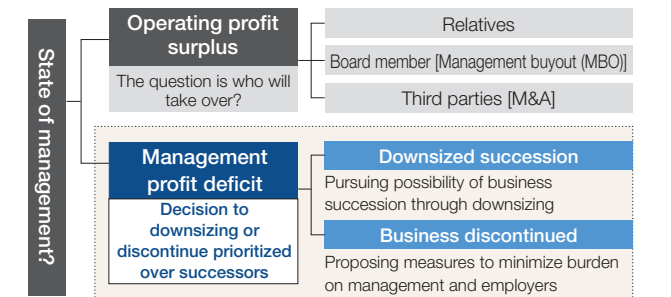 State of management?
Operating profit
surplus
The question is who will
take over?
Relatives
Board member [Management buyout (MBO)]
Third parties [M&A]
Management
profit deficit
Decision to
downsizing or
discontinue prioritized
over successors
Downsized succession
Pursuing possibility of business
succession through downsizing
Business discontinued
Proposing measures to minimize burden
on management and employers